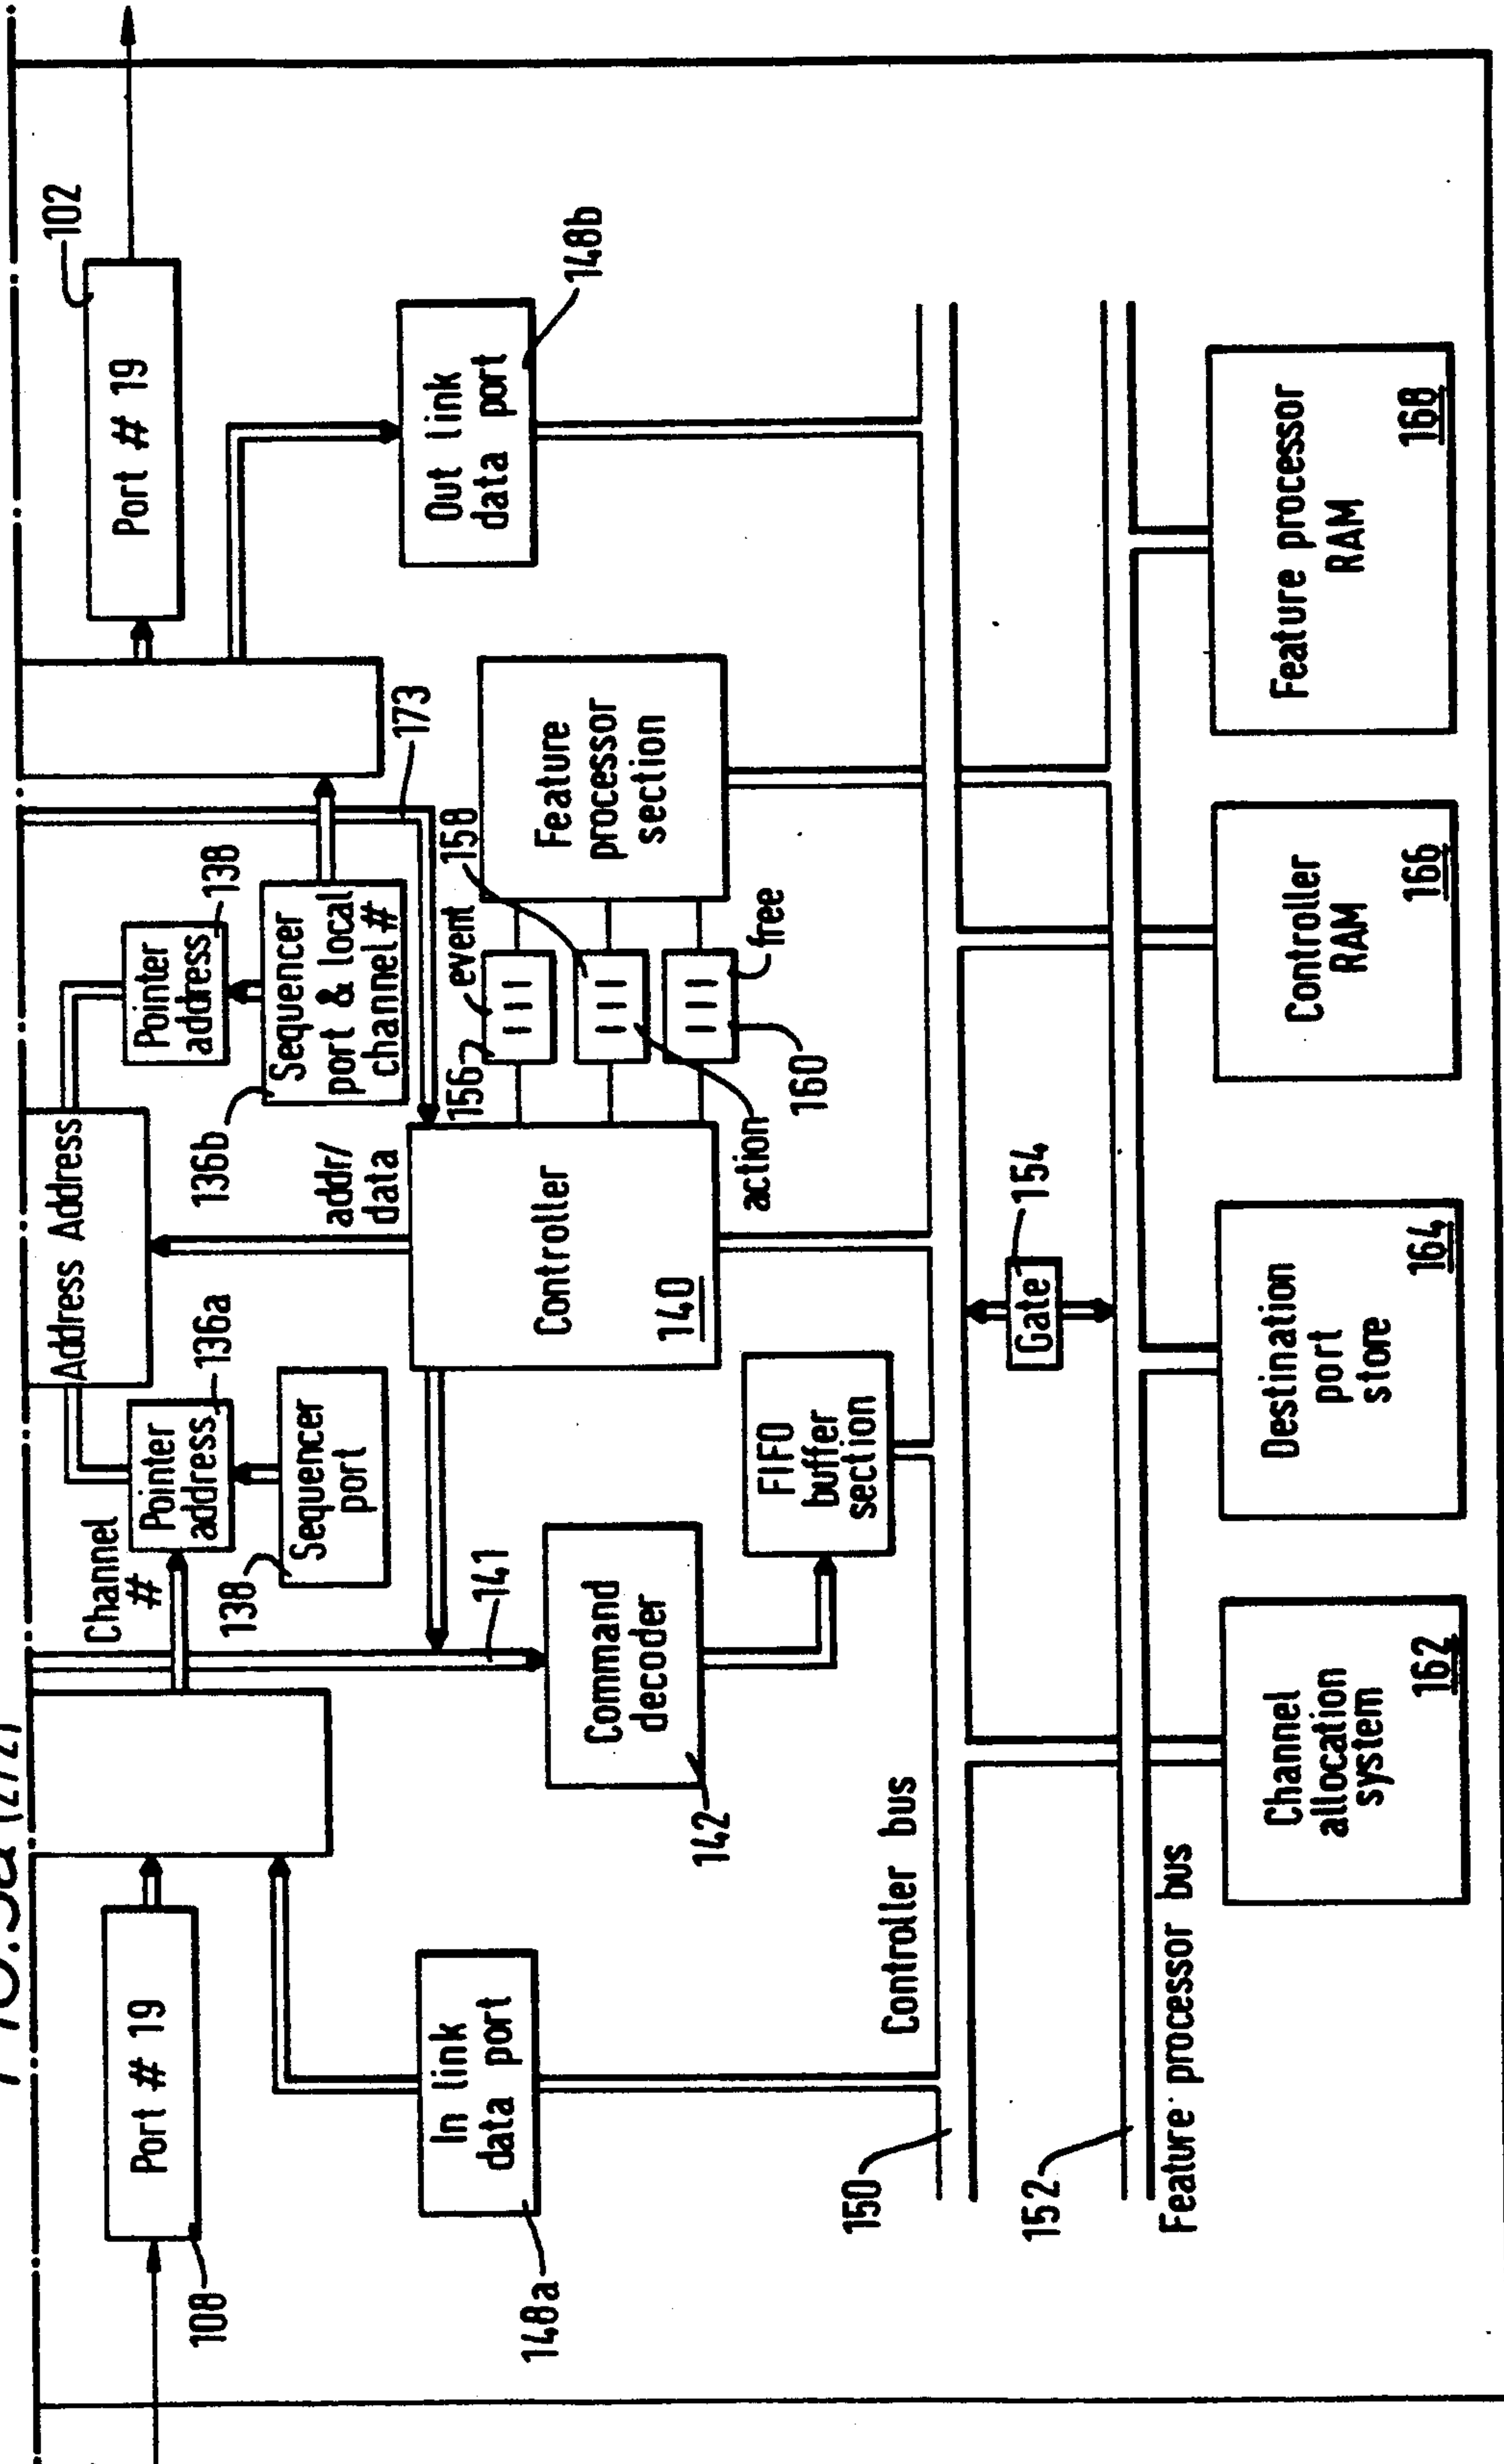 Port # 19
102
Address Address
Pointer
address
138
Channel
#
Pointer
address
136a
Sequencer
port & local
channel #
136b
173
Sequencer
port
138
addr/
data
Port # 19
108
Out link
data port
148b
Feature
processor
section
158
event
156
free
160
action
Controller
140
141
In link
data port
148a
Command
decoder
142
FIFO
buffer
section
Controller bus
150
Gate
154
152
Feature processor bus
Channel
allocation
system
162
Destination
port
store
164
Controller
RAM
166
Feature processor
RAM
168